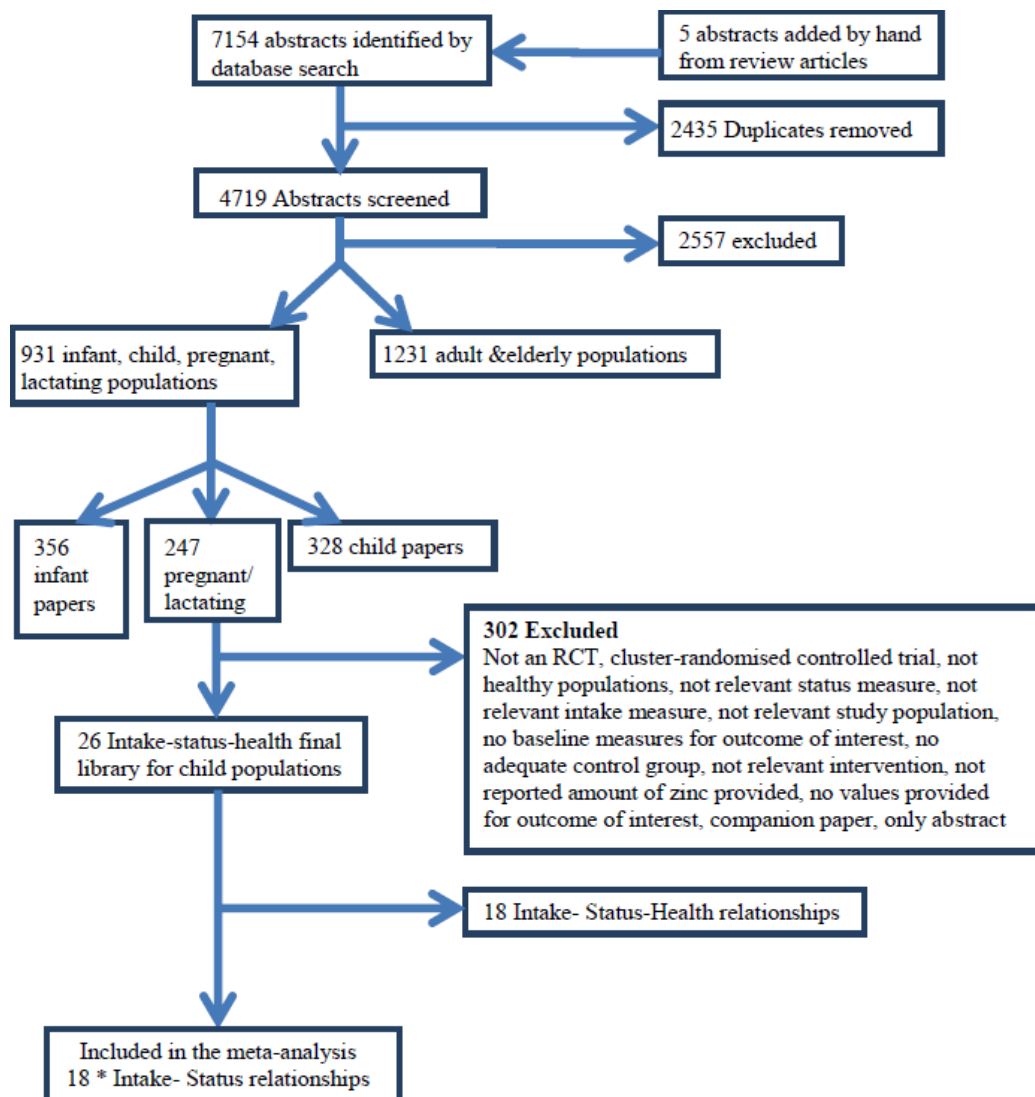 7154 abstracts identified by
database search
5 abstracts added by hand
from review articles
2435 Duplicates removed
4719 Abstracts screened
2557 excluded
931 infant, child, pregnant,
lactating populations
1231 adult &elderly populations
356
infant
papers
247
pregnant/
lactating
328 child papers
302 Excluded
Not an RCT, cluster-randomised controlled trial, not
healthy populations, not relevant status measure, not
relevant intake measure, not relevant study population,
no baseline measures for outcome of interest, no
adequate control group, not relevant intervention, not
reported amount of zinc provided, no values provided
for outcome of interest, companion paper, only abstract
26 Intake-status-health final
library for child populations
18 Intake- Status-Health relationships
Included in the meta-analysis
18 * Intake- Status relationships